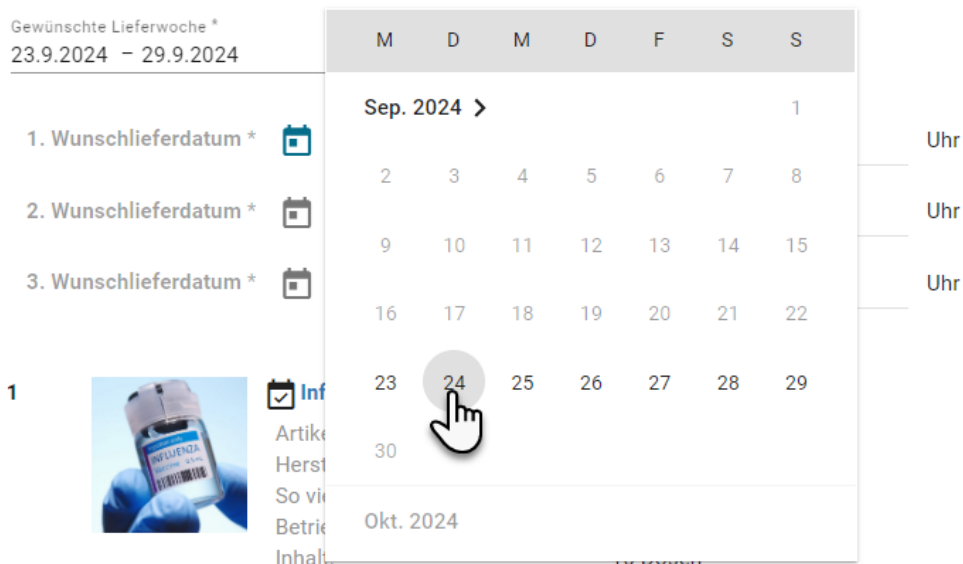 Gewünschte Lieferwoche *
23.9.2024 – 29.9.2024
M D M D F S S
Sep. 2024
1
2 3 4 5 6 7 8
9 10 11 12 13 14 15
16 17 18 19 20 21 22
23 24 25 26 27 28 29
30
Okt. 2024
1. Wunschlieferdatum *
Uhr
2. Wunschlieferdatum *
Uhr
3. Wunschlieferdatum *
Uhr
1
INFLUENZA
Inf
Artike
Herst
So vie
Betrie
Inhalt